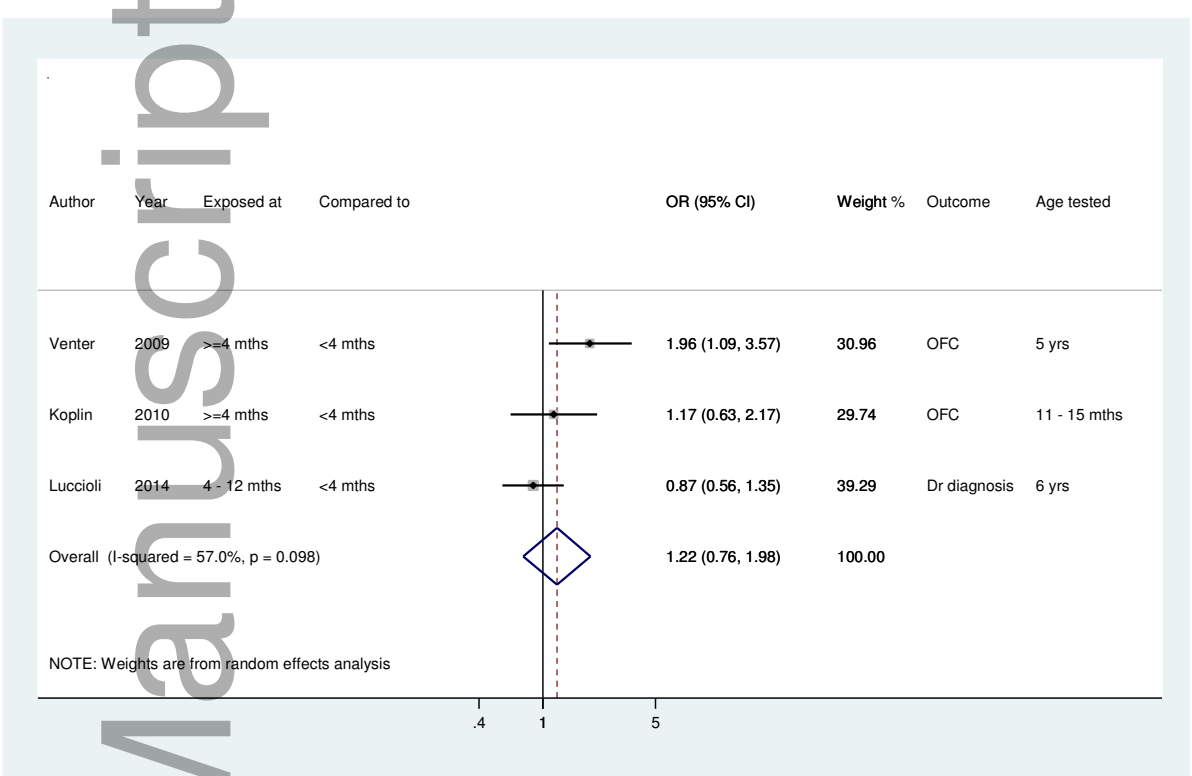 Author Year Exposed at Compared to OR (95% CI) Weight % Outcome Age tested
Venter 2009 >=4 mths <4 mths 1.96 (1.09, 3.57) 30.96 OFC 5 yrs
Koplin 2010 >=4 mths <4 mths 1.17 (0.63, 2.17) 29.74 OFC 11 - 15 mths
Luccioli 2014 4 - 12 mths <4 mths 0.87 (0.56, 1.35) 39.29 Dr diagnosis 6 yrs
Overall (I-squared = 57.0%, p = 0.098) 1.22 (0.76, 1.98) 100.00
NOTE: Weights are from random effects analysis
.4 1 5
Manuscript